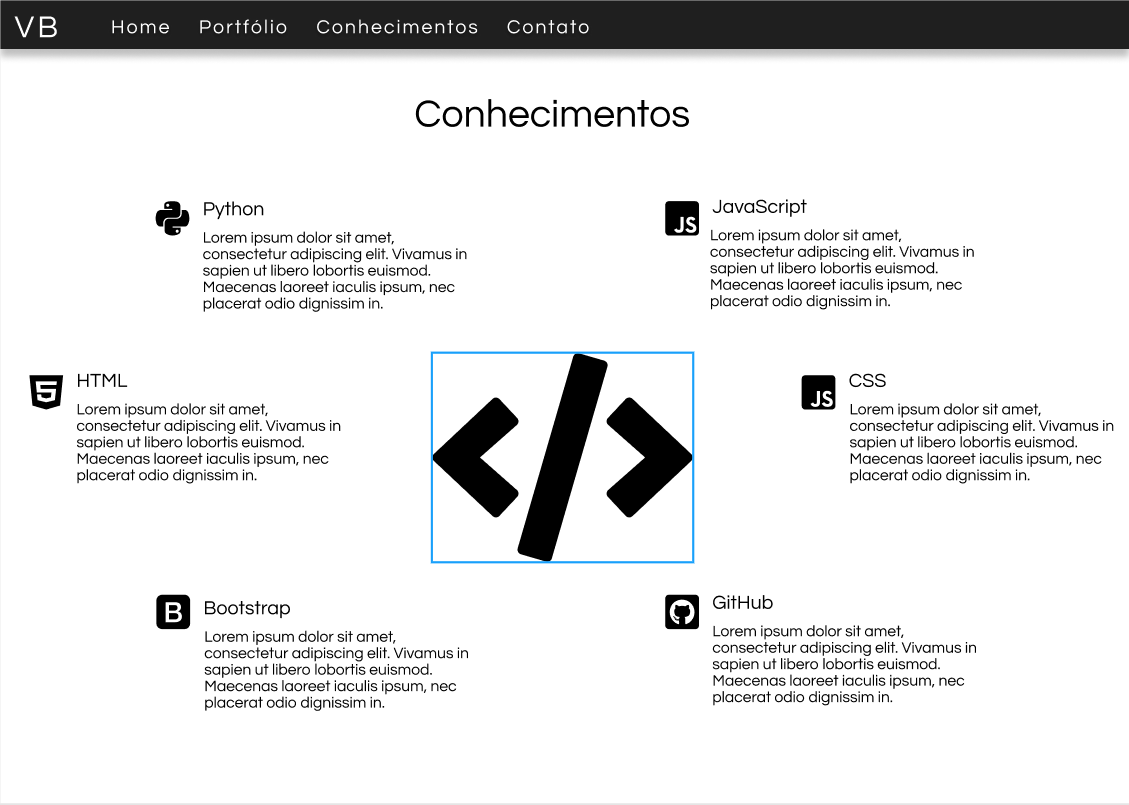 VB
Home Portfólio Conhecimentos Contato
Conhecimentos
Python
Lorem ipsum dolor sit amet,
consectetur adipiscing elit. Vivamus in
sapien ut libero lobortis euismod.
Maecenas laoreet iaculis ipsum, nec
placerat odio dignissim in.
JS
JavaScript
Lorem ipsum dolor sit amet,
consectetur adipiscing elit. Vivamus in
sapien ut libero lobortis euismod.
Maecenas laoreet iaculis ipsum, nec
placerat odio dignissim in.
5
HTML
Lorem ipsum dolor sit amet,
consectetur adipiscing elit. Vivamus in
sapien ut libero lobortis euismod.
Maecenas laoreet iaculis ipsum, nec
placerat odio dignissim in.
</>
JS
CSS
Lorem ipsum dolor sit amet,
consectetur adipiscing elit. Vivamus in
sapien ut libero lobortis euismod.
Maecenas laoreet iaculis ipsum, nec
placerat odio dignissim in.
B
Bootstrap
Lorem ipsum dolor sit amet,
consectetur adipiscing elit. Vivamus in
sapien ut libero lobortis euismod.
Maecenas laoreet iaculis ipsum, nec
placerat odio dignissim in.
GitHub
Lorem ipsum dolor sit amet,
consectetur adipiscing elit. Vivamus in
sapien ut libero lobortis euismod.
Maecenas laoreet iaculis ipsum, nec
placerat odio dignissim in.